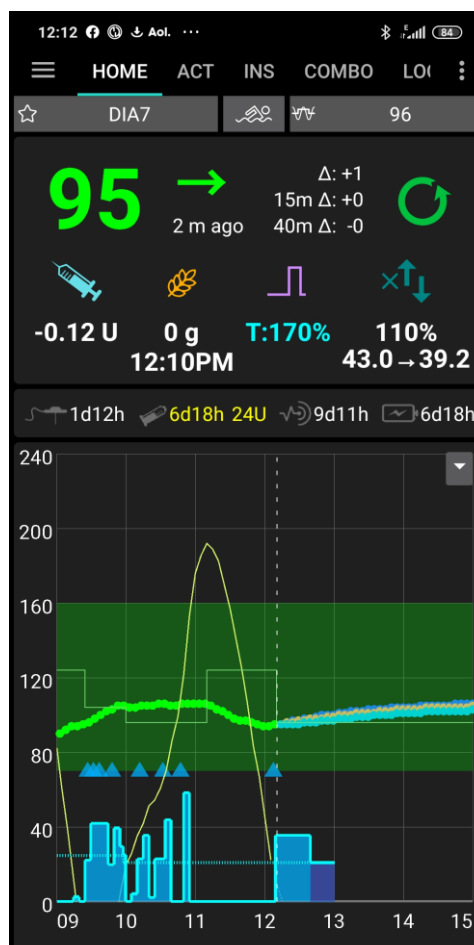 12:12 Aol. ... 84
HOME ACT INS COMBO LO
DIA7 96
95
Δ: +1
15m Δ: +0
2 m ago 40m Δ: -0
-0.12 U 0 g T:170% 110%
12:10PM 43.0→39.2
1d12h 6d18h 24U 9d11h 6d18h
240
200
160
120
80
40
0
09 10 11 12 13 14 15